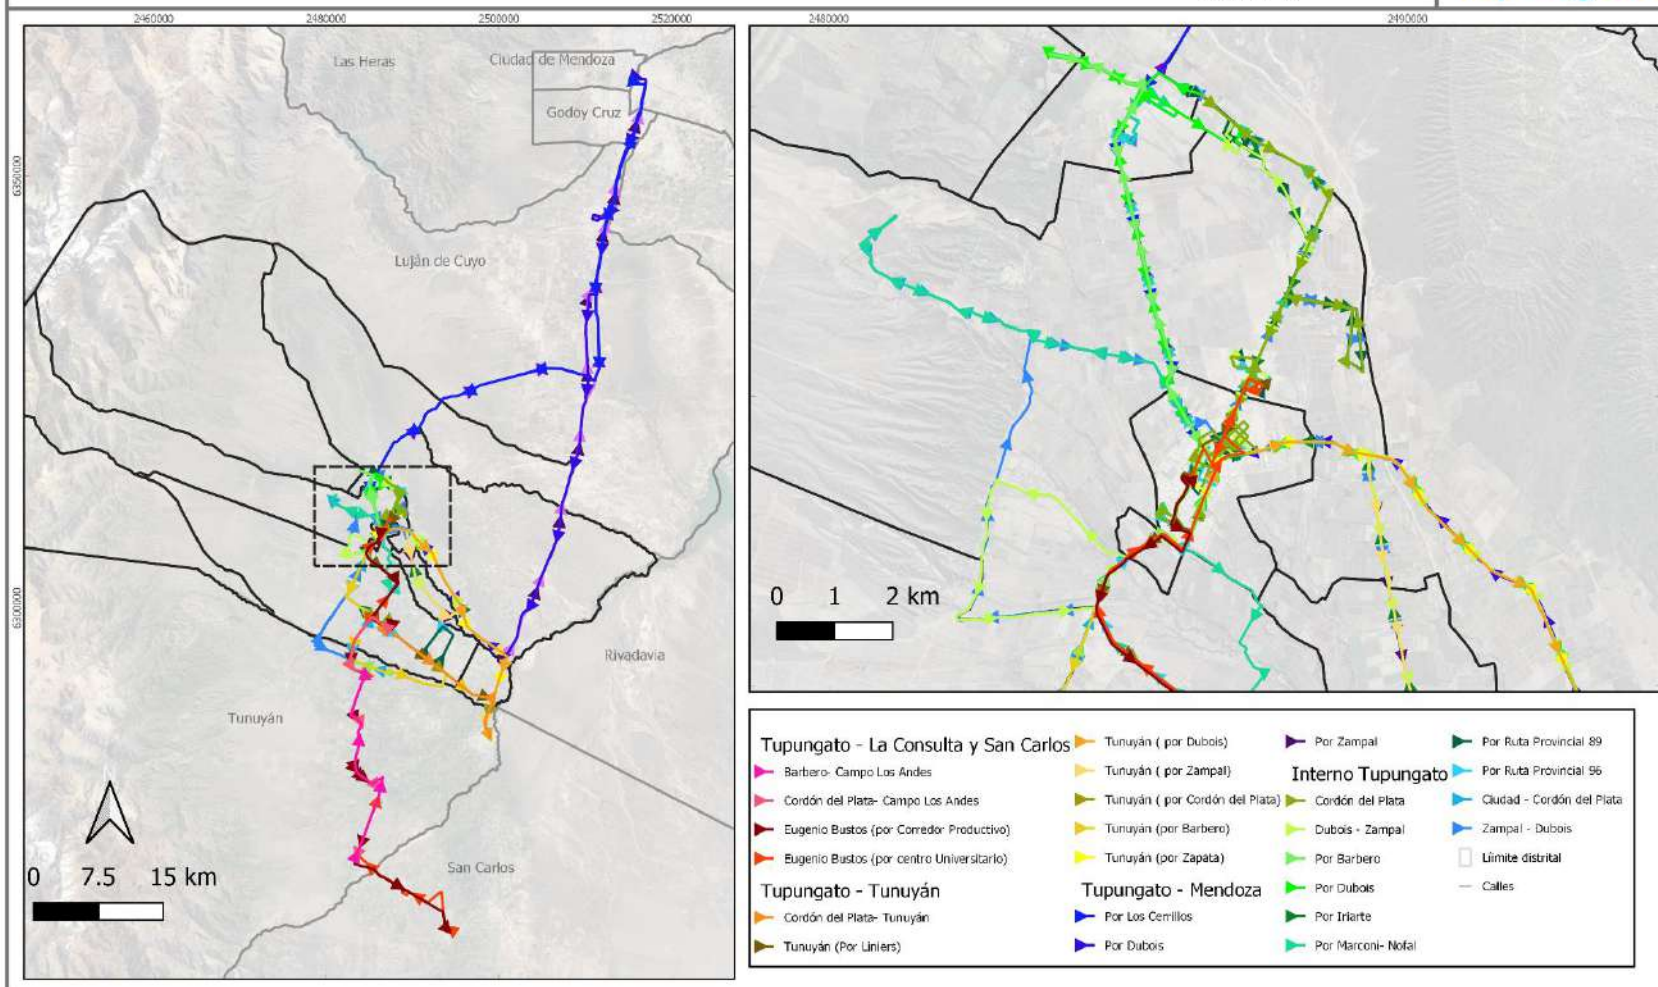 2460000 2480000 2500000 2520000
2480000 2490000
6350000
6300000
Las Heras
Ciudad de Mendoza
Godoy Cruz
Luján de Cuyo
Rivadavia
Tunuyán
San Carlos
0 7.5 15 km
0 1 2 km
Tupungato - La Consulta y San Carlos
Barbero- Campo Los Andes
Cordón del Plata- Campo Los Andes
Eugenio Bustos (por Corredor Productivo)
Eugenio Bustos (por centro Universitario)
Tupungato - Tunuyán
Cordón del Plata- Tunuyán
Tunuyán (Por Liniers)
Tunuyán ( por Dubois)
Tunuyán ( por Zampal)
Tunuyán ( por Cordón del Plata)
Tunuyán (por Barbero)
Tunuyán (por Zapata)
Tupungato - Mendoza
Por Los Cerrillos
Por Dubois
Por Zampal
Interno Tupungato
Cordón del Plata
Dubois - Zampal
Por Barbero
Por Dubois
Por Iriarte
Por Marconi- Nofal
Por Ruta Provincial 89
Por Ruta Provincial 96
Ciudad - Cordón del Plata
Zampal - Dubois
Límite distrital
Calles